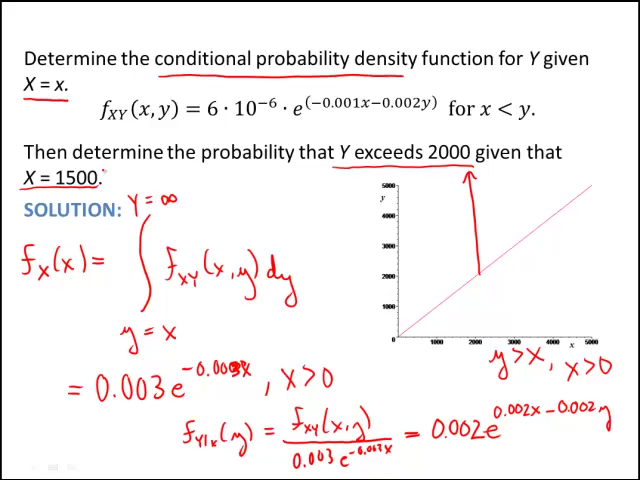 Determine the conditional probability density function for Y given
X = x.
f_XY(x, y) = 6 · 10^−6 · e^(−0.001x−0.002y) for x < y.
Then determine the probability that Y exceeds 2000 given that
X = 1500.
SOLUTION:
f_X(x) = ∫_{y = x}^{Y = ∞} f_XY(x, y) dy
= 0.003 e^{−0.003x}, x > 0
f_Y|x(y) = f_XY(x, y) / 0.003 e^{−0.003x} = 0.002 e^{0.002x − 0.002y}
y
5000
4000
3000
2000
1000
0 1000 2000 3000 4000 5000
x
y > x, x > 0